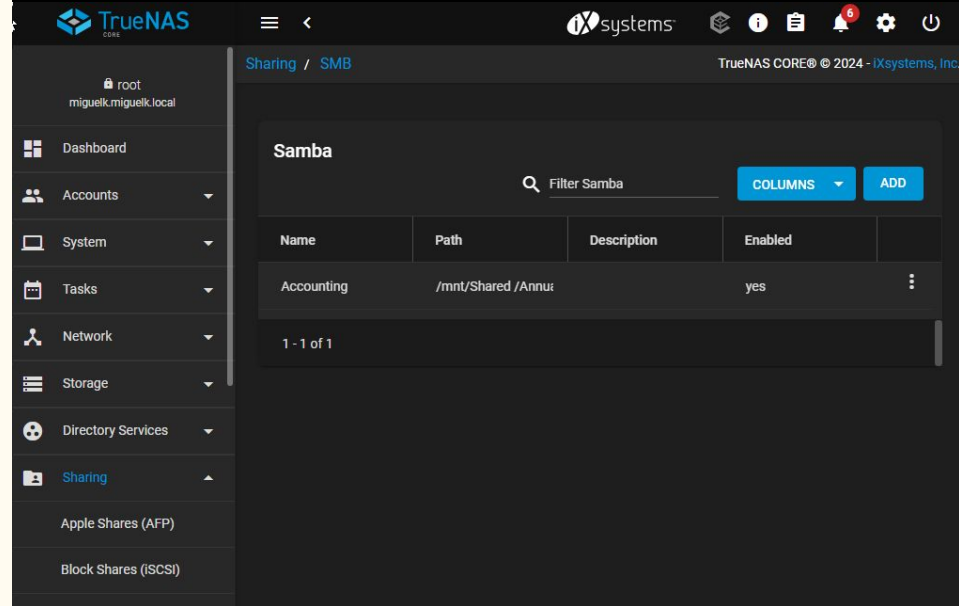 TrueNAS
CORE
iXsystems
6
root
miguelk.miguelk.local
Sharing / SMB
TrueNAS CORE® © 2024 - iXsystems, Inc.
Dashboard
Accounts
System
Tasks
Network
Storage
Directory Services
Sharing
Apple Shares (AFP)
Block Shares (iSCSI)
Samba
Filter Samba
COLUMNS
ADD
Name Path Description Enabled
Accounting /mnt/Shared /Annua yes
1 - 1 of 1